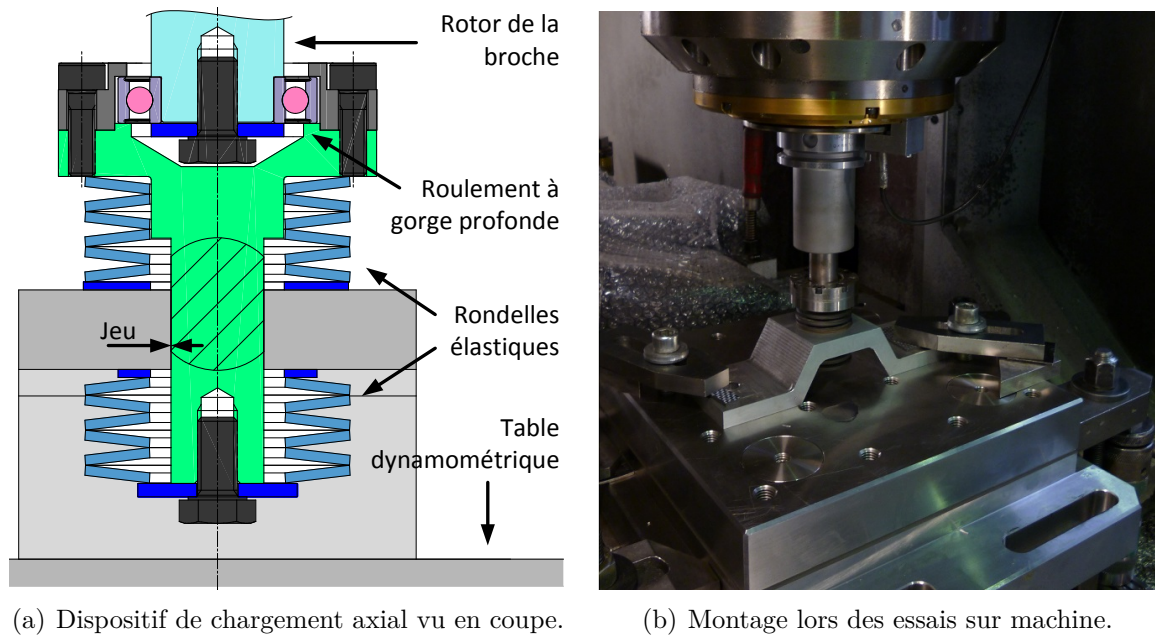 Rotor de la
broche
Roulement à
gorge profonde
Jeu
Rondelles
élastiques
Table
dynamométrique
(a) Dispositif de chargement axial vu en coupe.
(b) Montage lors des essais sur machine.